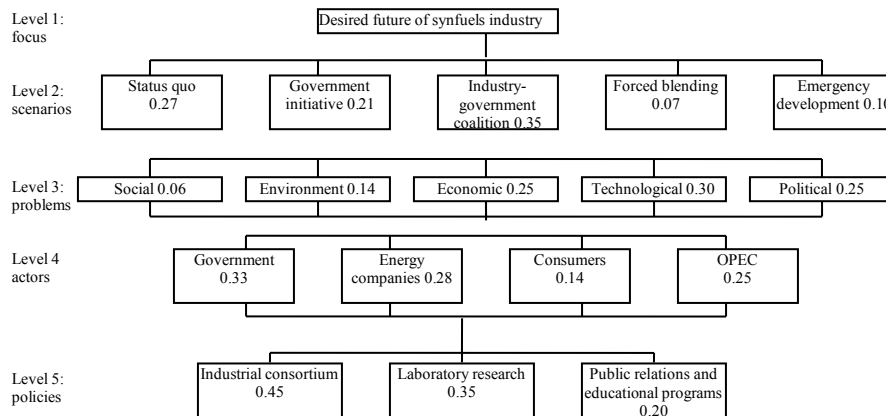 Level 1:
focus
Desired future of synfuels industry
Level 2:
scenarios
Status quo
0.27
Government
initiative 0.21
Industry-
government
coalition 0.35
Forced blending
0.07
Emergency
development 0.10
Level 3:
problems
Social 0.06
Environment 0.14
Economic 0.25
Technological 0.30
Political 0.25
Level 4
actors
Government
0.33
Energy
companies 0.28
Consumers
0.14
OPEC
0.25
Level 5:
policies
Industrial consortium
0.45
Laboratory research
0.35
Public relations and
educational programs
0.20